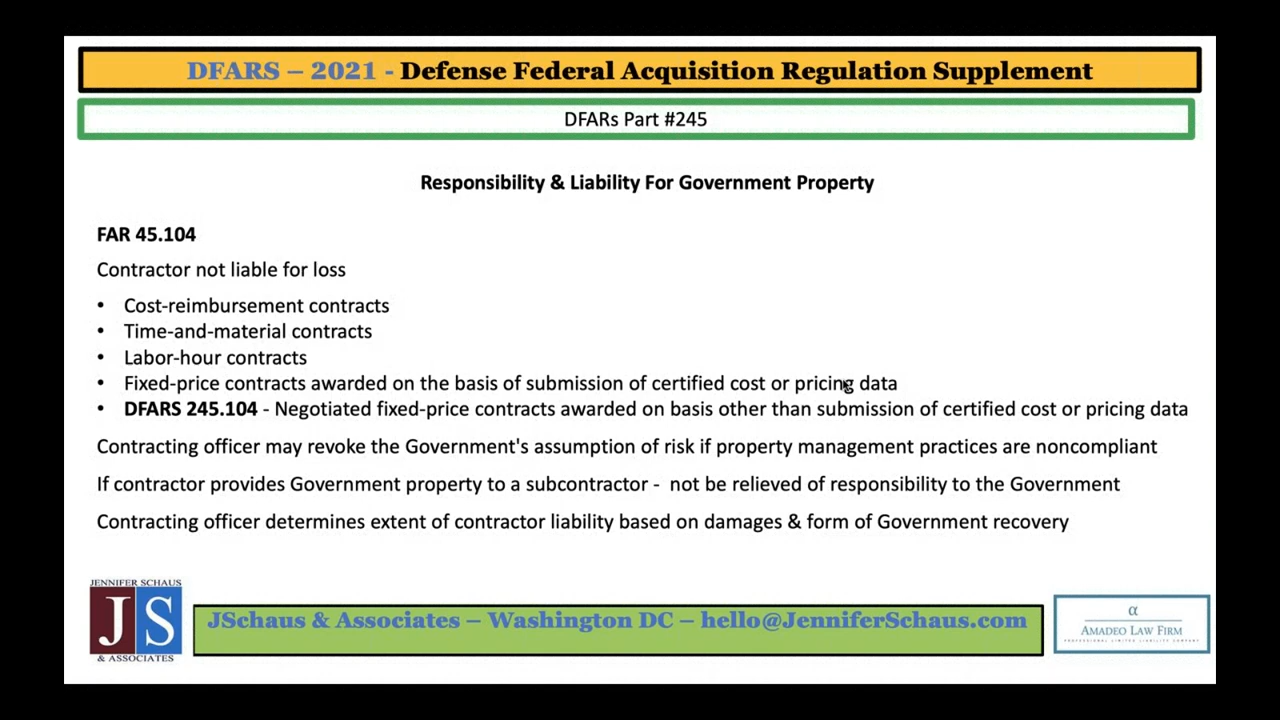 DFARS – 2021 - Defense Federal Acquisition Regulation Supplement
DFARs Part #245
Responsibility & Liability For Government Property
FAR 45.104
Contractor not liable for loss
• Cost-reimbursement contracts
• Time-and-material contracts
• Labor-hour contracts
• Fixed-price contracts awarded on the basis of submission of certified cost or pricing data
• DFARS 245.104 - Negotiated fixed-price contracts awarded on basis other than submission of certified cost or pricing data
Contracting officer may revoke the Government's assumption of risk if property management practices are noncompliant
If contractor provides Government property to a subcontractor - not be relieved of responsibility to the Government
Contracting officer determines extent of contractor liability based on damages & form of Government recovery
JENNIFER SCHAUS
JS
& ASSOCIATES
JSchaus & Associates – Washington DC – hello@JenniferSchaus.com
α
AMADEO LAW FIRM
PROFESSIONAL LIMITED LIABILITY COMPANY